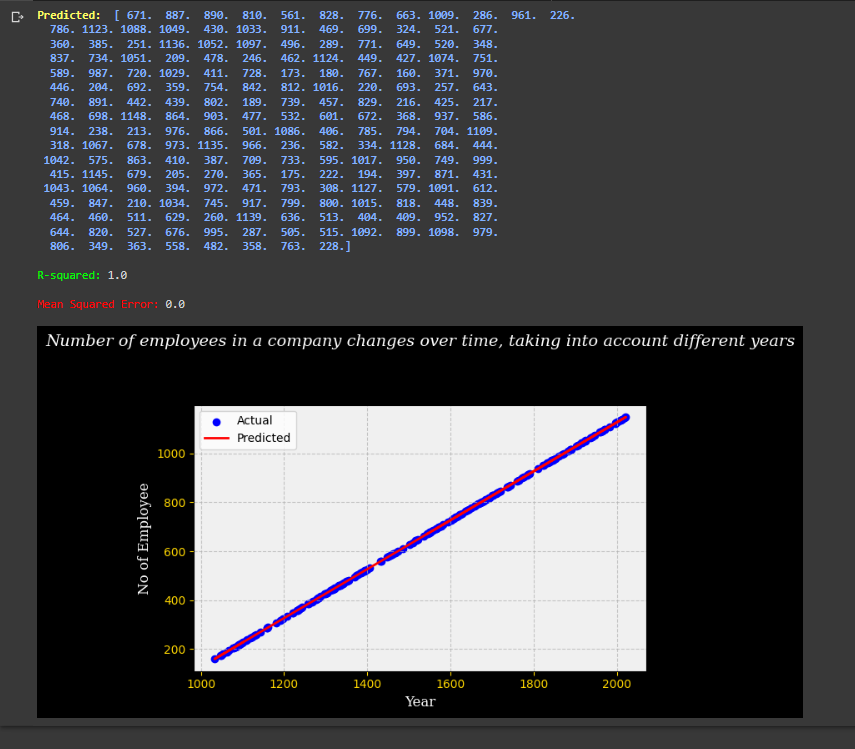 Predicted: [ 671. 887. 890. 810. 561. 828. 776. 663. 1009. 286. 961. 226.
786. 1123. 1088. 1049. 430. 1033. 911. 469. 699. 324. 521. 677.
360. 385. 251. 1136. 1052. 1097. 496. 289. 771. 649. 520. 348.
837. 734. 1051. 209. 478. 246. 462. 1124. 449. 427. 1074. 751.
589. 987. 720. 1029. 411. 728. 173. 180. 767. 160. 371. 970.
446. 204. 692. 359. 754. 842. 812. 1016. 220. 693. 257. 643.
740. 891. 442. 439. 802. 189. 739. 457. 829. 216. 425. 217.
468. 698. 1148. 864. 903. 477. 532. 601. 672. 368. 937. 586.
914. 238. 213. 976. 866. 501. 1086. 406. 785. 794. 704. 1109.
318. 1067. 678. 973. 1135. 966. 236. 582. 334. 1128. 684. 444.
1042. 575. 863. 410. 387. 709. 733. 595. 1017. 950. 749. 999.
415. 1145. 679. 205. 270. 365. 175. 222. 194. 397. 871. 431.
1043. 1064. 960. 394. 972. 471. 793. 308. 1127. 579. 1091. 612.
459. 847. 210. 1034. 745. 917. 799. 800. 1015. 818. 448. 839.
464. 460. 511. 629. 260. 1139. 636. 513. 404. 409. 952. 827.
644. 820. 527. 676. 995. 287. 505. 515. 1092. 899. 1098. 979.
806. 349. 363. 558. 482. 358. 763. 228.]
R-squared: 1.0
Mean Squared Error: 0.0
Number of employees in a company changes over time, taking into account different years
Actual
Predicted
1000
800
600
400
200
No of Employee
1000 1200 1400 1600 1800 2000
Year